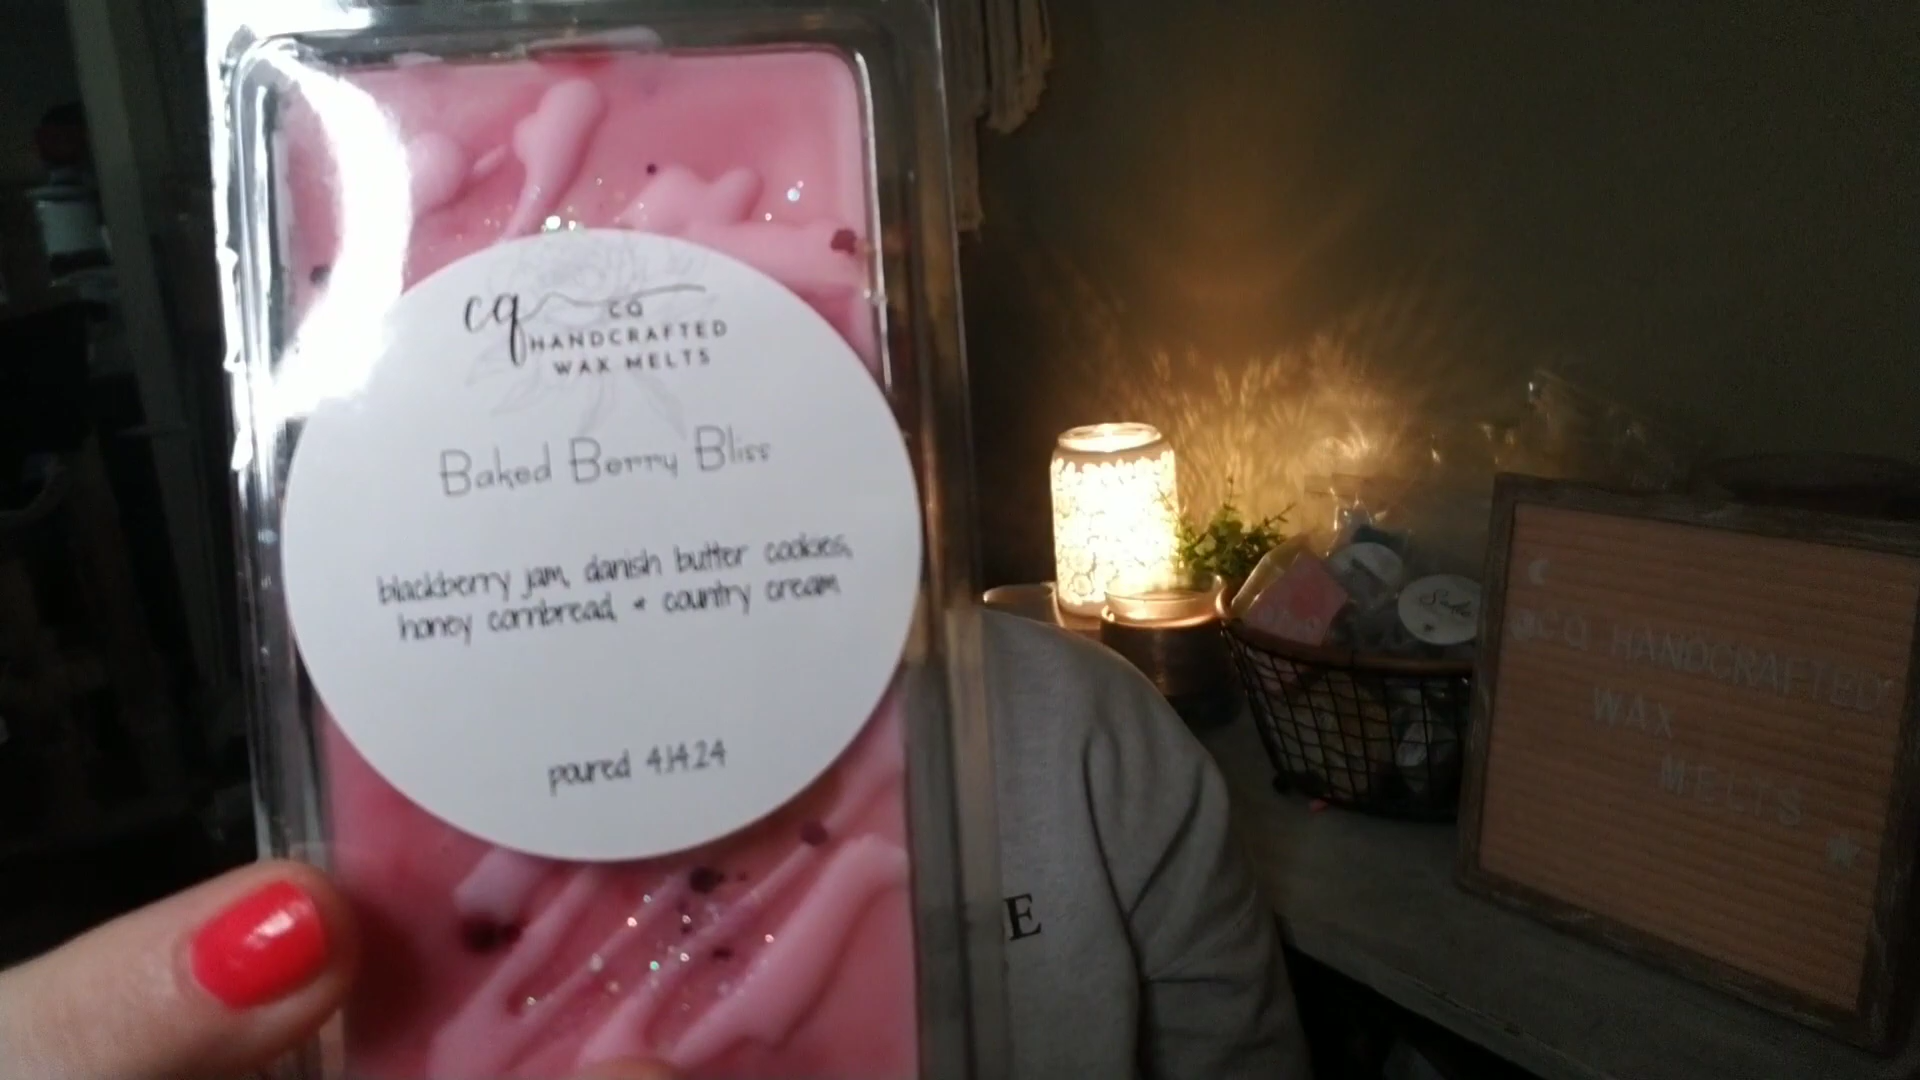 cq
CQ
HANDCRAFTED
WAX MELTS
Baked Berry Bliss
blackberry jam, danish butter cookies,
honey cornbread, + country cream
poured 4.14.24
E
@CQ HANDCRAFTED
WAX
MELTS